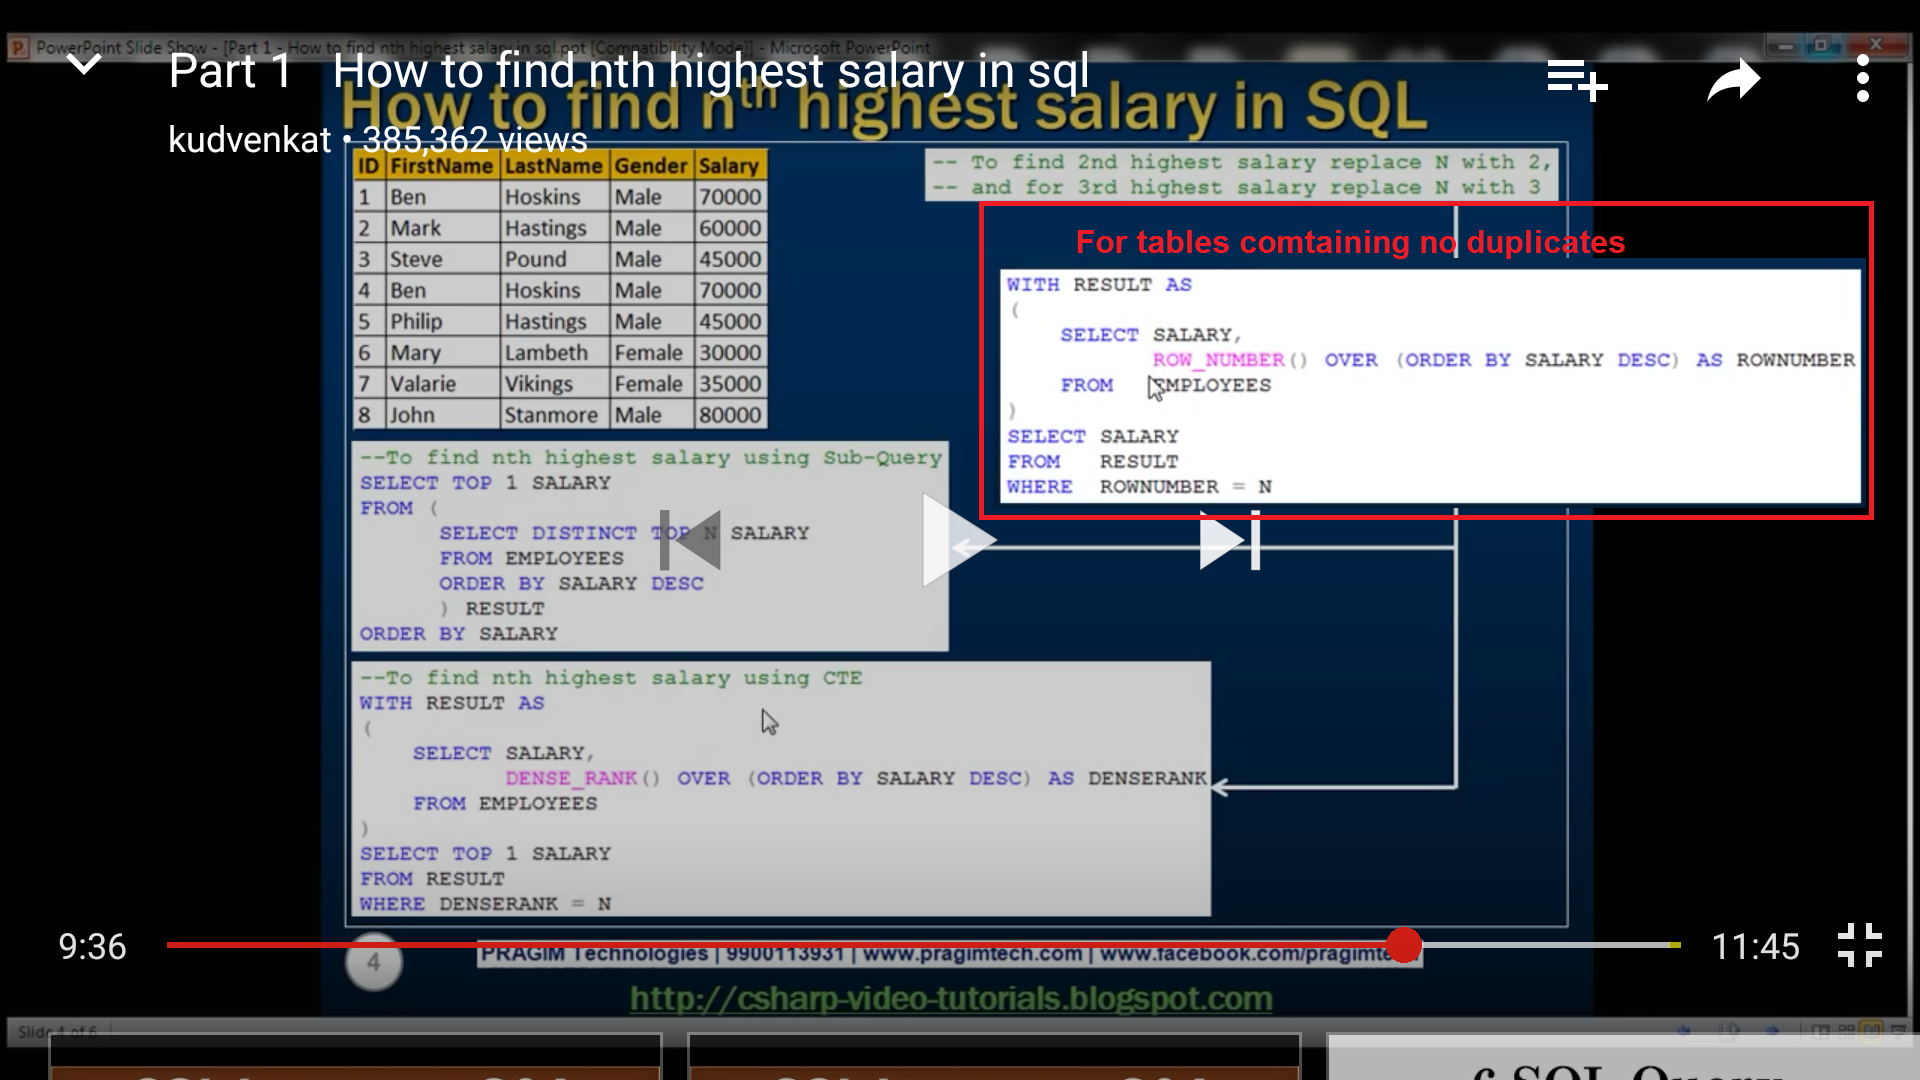 PowerPoint Slide Show - [Part 1 - How to find nth highest salary in sql.ppt [Compatibility Mode]] - Microsoft PowerPoint
Part 1 How to find nth highest salary in sql
kudvenkat • 385,362 views
How to find nth highest salary in SQL
ID FirstName LastName Gender Salary
1 Ben Hoskins Male 70000
2 Mark Hastings Male 60000
3 Steve Pound Male 45000
4 Ben Hoskins Male 70000
5 Philip Hastings Male 45000
6 Mary Lambeth Female 30000
7 Valarie Vikings Female 35000
8 John Stanmore Male 80000
-- To find 2nd highest salary replace N with 2,
-- and for 3rd highest salary replace N with 3
For tables comtaining no duplicates
WITH RESULT AS
(
SELECT SALARY,
ROW_NUMBER() OVER (ORDER BY SALARY DESC) AS ROWNUMBER
FROM EMPLOYEES
)
SELECT SALARY
FROM RESULT
WHERE ROWNUMBER = N
--To find nth highest salary using Sub-Query
SELECT TOP 1 SALARY
FROM (
SELECT DISTINCT TOP N SALARY
FROM EMPLOYEES
ORDER BY SALARY DESC
) RESULT
ORDER BY SALARY
--To find nth highest salary using CTE
WITH RESULT AS
(
SELECT SALARY,
DENSE_RANK() OVER (ORDER BY SALARY DESC) AS DENSERANK
FROM EMPLOYEES
)
SELECT TOP 1 SALARY
FROM RESULT
WHERE DENSERANK = N
9:36
11:45
4
PRAGIM Technologies | 9900113931 | www.pragimtech.com | www.facebook.com/pragimte
http://csharp-video-tutorials.blogspot.com
Slide 4 of 6
6 SQL Query